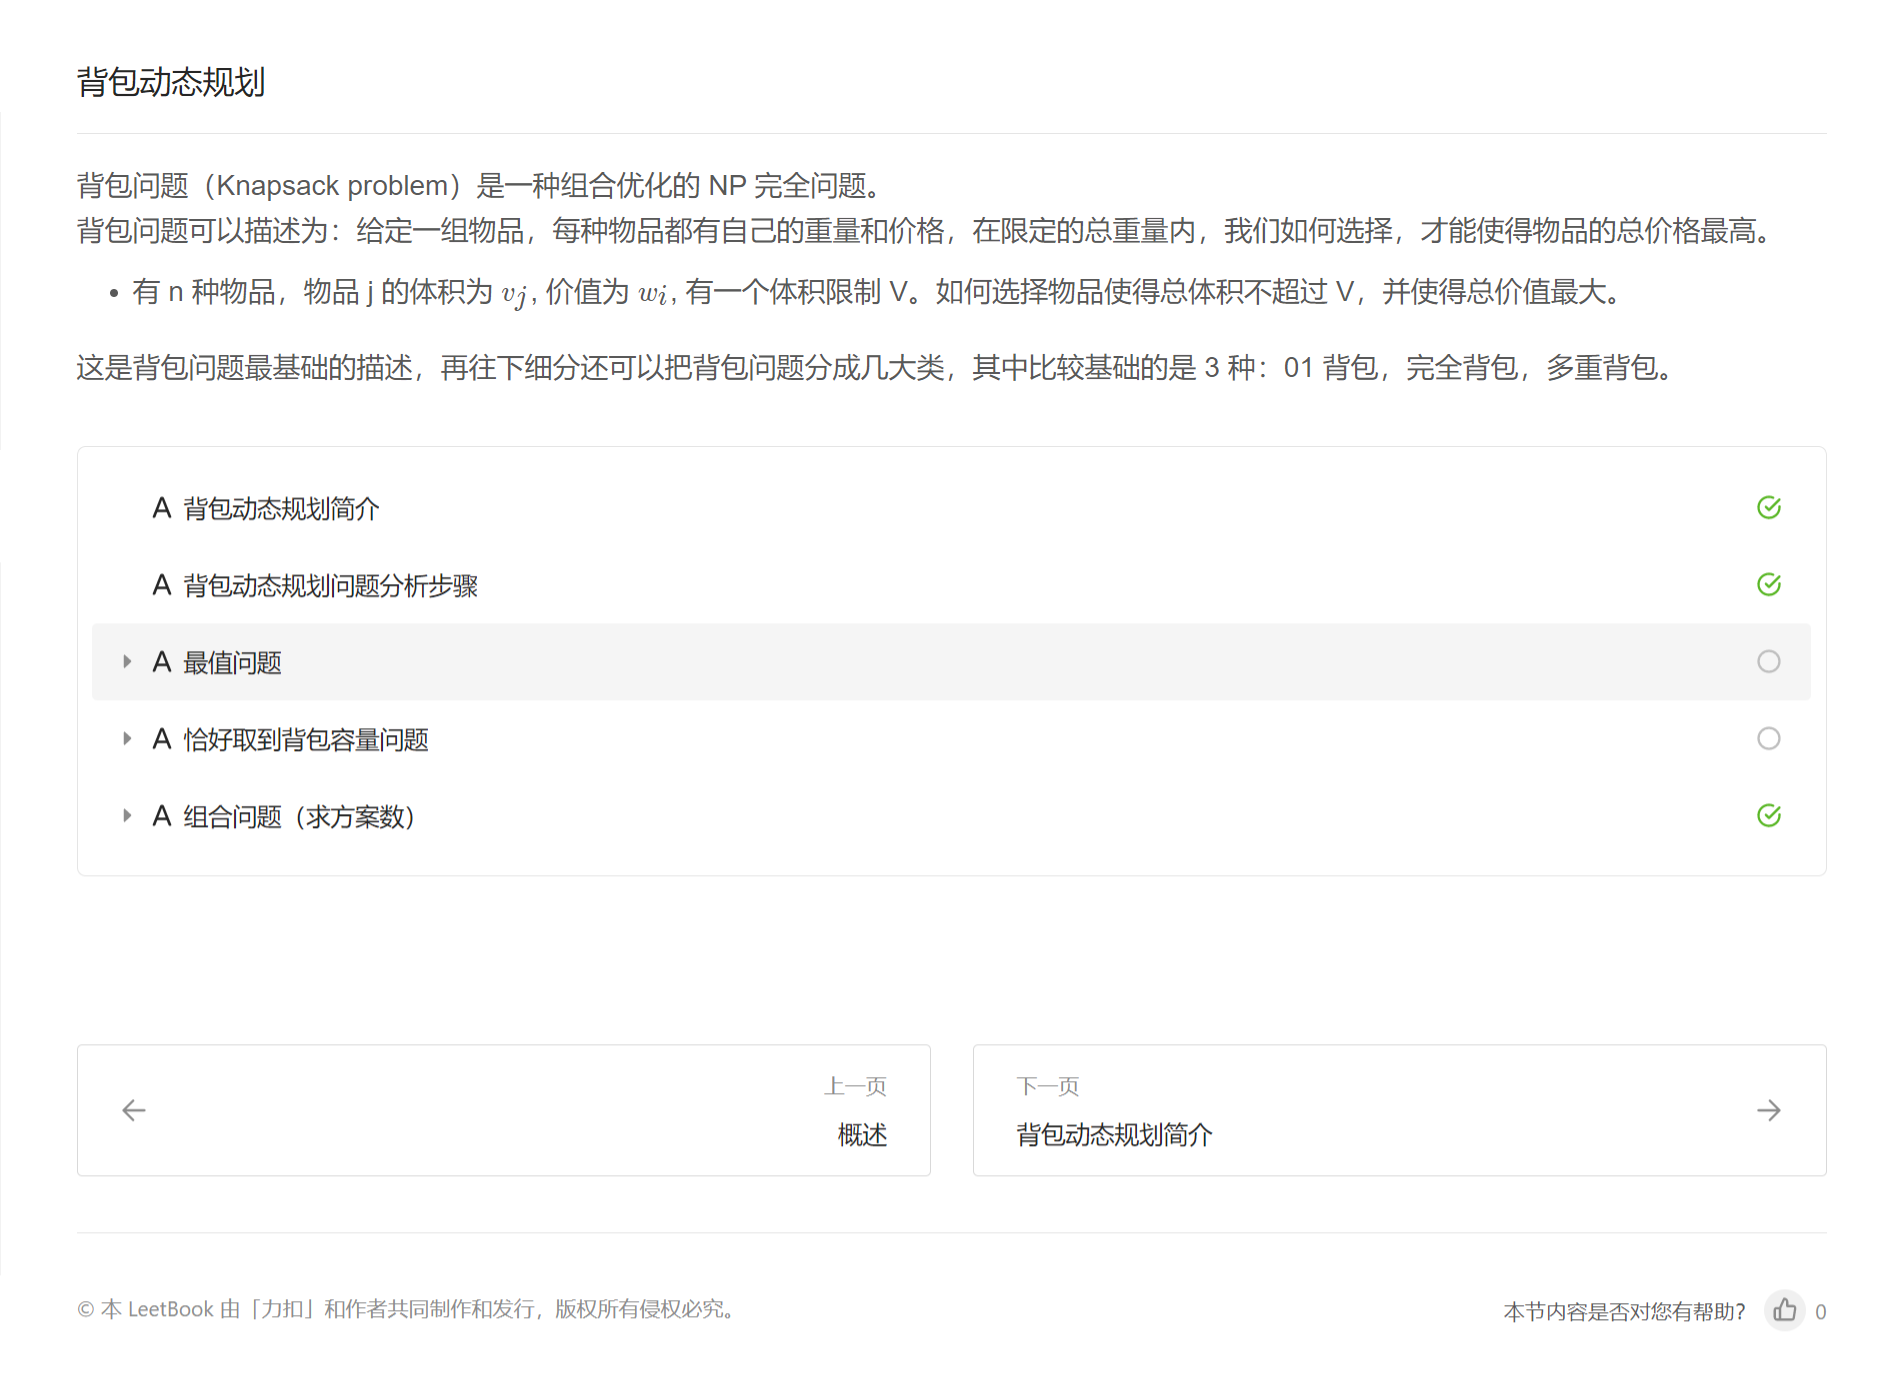 背包动态规划
背包问题（Knapsack problem）是一种组合优化的 NP 完全问题。
背包问题可以描述为：给定一组物品，每种物品都有自己的重量和价格，在限定的总重量内，我们如何选择，才能使得物品的总价格最高。
• 有 n 种物品，物品 j 的体积为 v_j, 价值为 w_i, 有一个体积限制 V。如何选择物品使得总体积不超过 V，并使得总价值最大。
这是背包问题最基础的描述，再往下细分还可以把背包问题分成几大类，其中比较基础的是 3 种：01 背包，完全背包，多重背包。
A 背包动态规划简介
A 背包动态规划问题分析步骤
A 最值问题
A 恰好取到背包容量问题
A 组合问题（求方案数）
上一页
概述
下一页
背包动态规划简介
© 本 LeetBook 由「力扣」和作者共同制作和发行，版权所有侵权必究。
本节内容是否对您有帮助？ 0